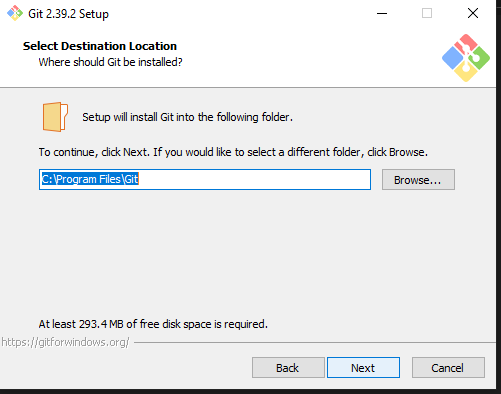 Git 2.39.2 Setup
Select Destination Location
Where should Git be installed?
Setup will install Git into the following folder.
To continue, click Next. If you would like to select a different folder, click Browse.
C:\Program Files\Git
Browse...
At least 293.4 MB of free disk space is required.
https://gitforwindows.org/
Back
Next
Cancel